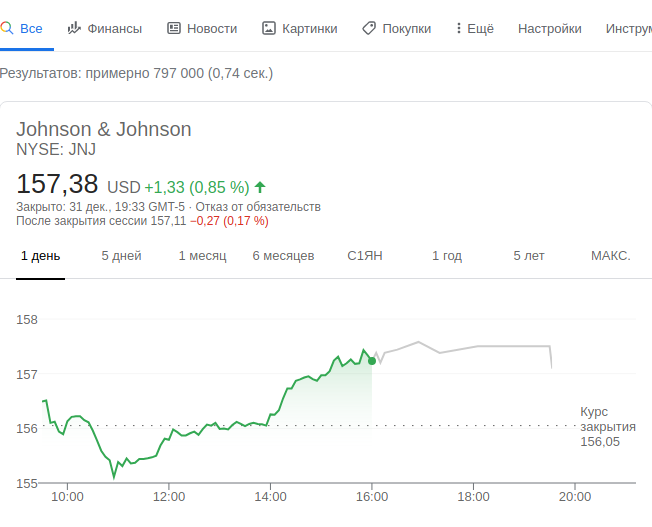 Все Финансы Новости Картинки Покупки Ещё Настройки Инструм
Результатов: примерно 797 000 (0,74 сек.)
Johnson & Johnson
NYSE: JNJ
157,38 USD +1,33 (0,85 %)
Закрыто: 31 дек., 19:33 GMT-5 · Отказ от обязательств
После закрытия сессии 157,11 −0,27 (0,17 %)
1 день 5 дней 1 месяц 6 месяцев С1ЯН 1 год 5 лет МАКС.
158
157
156
155
Курс
закрытия
156,05
10:00 12:00 14:00 16:00 18:00 20:00